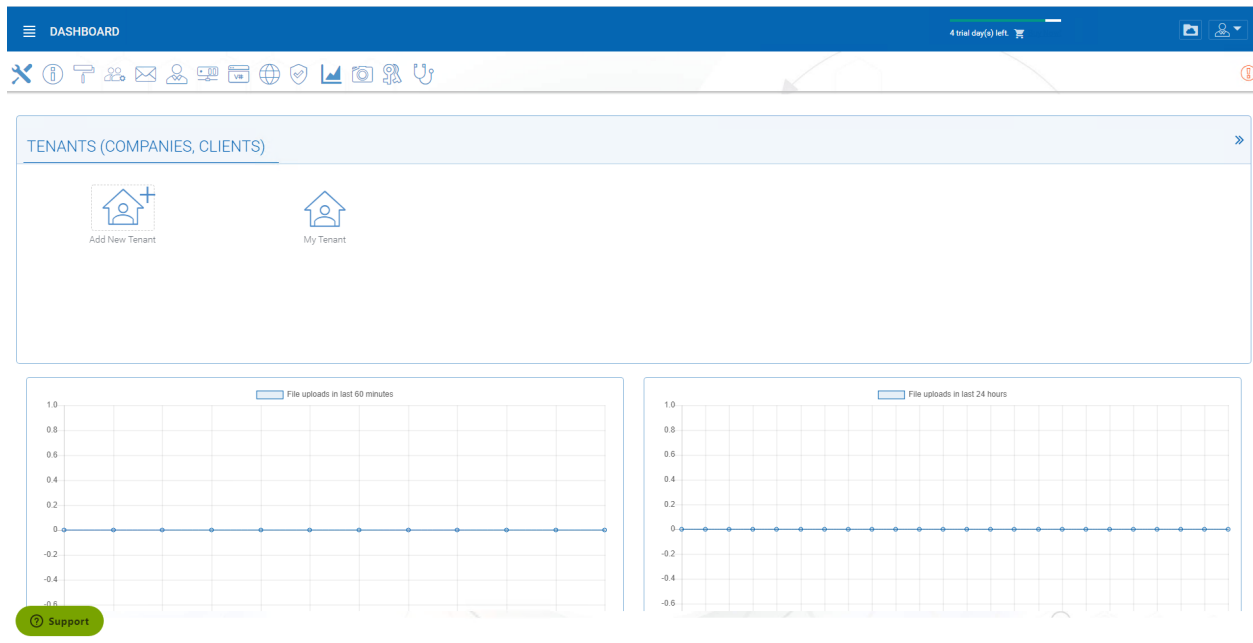 DASHBOARD
4 trial day(s) left.
V#
TENANTS (COMPANIES, CLIENTS)
Add New Tenant
My Tenant
File uploads in last 60 minutes
1.0
0.8
0.6
0.4
0.2
0
-0.2
-0.4
-0.6
File uploads in last 24 hours
1.0
0.8
0.6
0.4
0.2
0
-0.2
-0.4
-0.6
Support